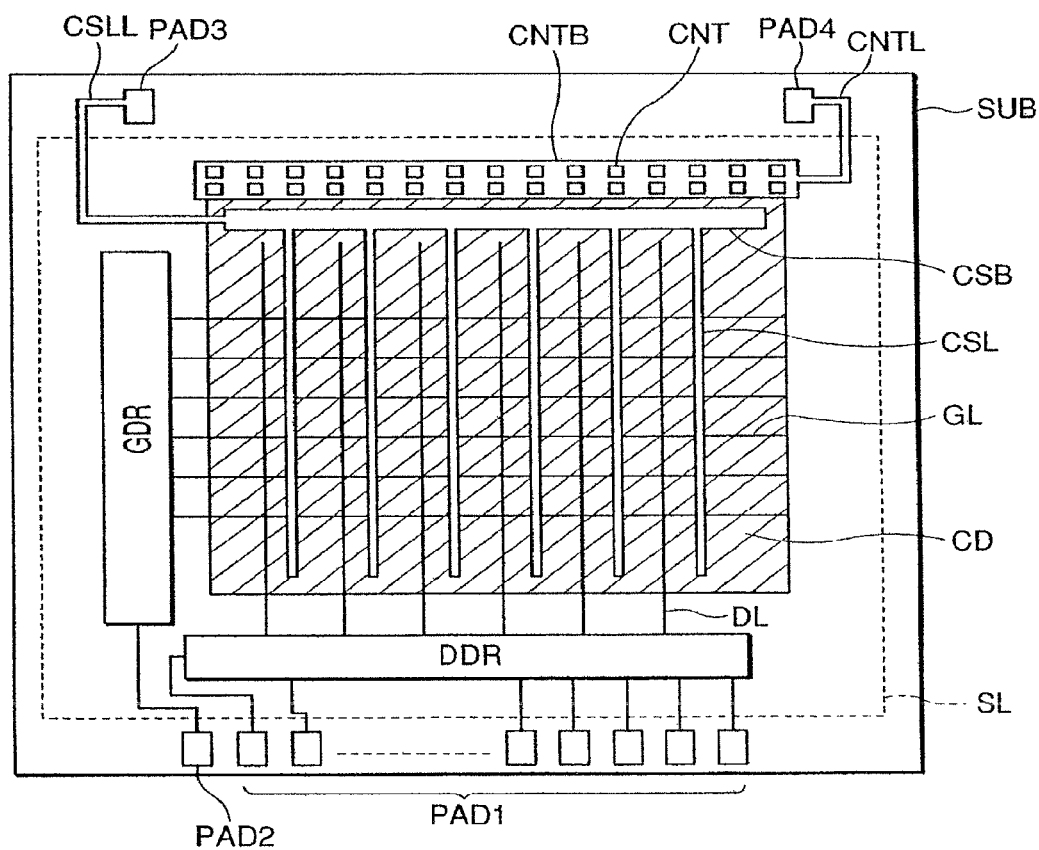 CSLL PAD3 CNTB CNT PAD4 CNTL
SUB
CSB
CSL
GL
GDR
CD
DL
DDR
SL
PAD1
PAD2